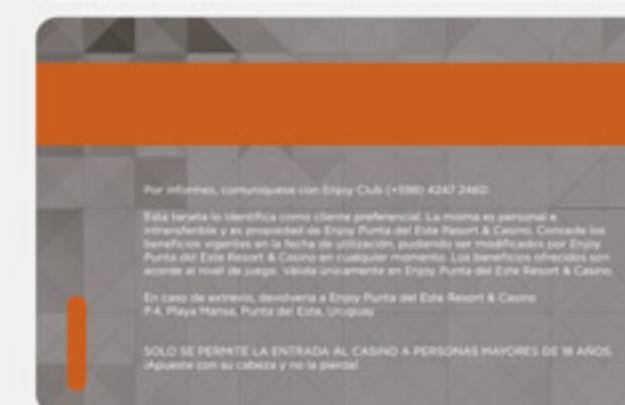 Por informes, comuníquese con Enjoy Club (+598) 4247 2460
Esta tarjeta lo identifica como cliente preferencial. La misma es personal e
intransferible y es propiedad de Enjoy Punta del Este Resort & Casino. Concede los
beneficios vigentes en la fecha de utilización, pudiendo ser modificados por Enjoy
Punta del Este Resort & Casino en cualquier momento. Los beneficios ofrecidos son
acorde al nivel de juego. Válida únicamente en Enjoy Punta del Este Resort & Casino.
En caso de extravío, devolverla a Enjoy Punta del Este Resort & Casino
P.4, Playa Mansa, Punta del Este, Uruguay
SOLO SE PERMITE LA ENTRADA AL CASINO A PERSONAS MAYORES DE 18 AÑOS.
¡Apueste con su cabeza y no la pierda!